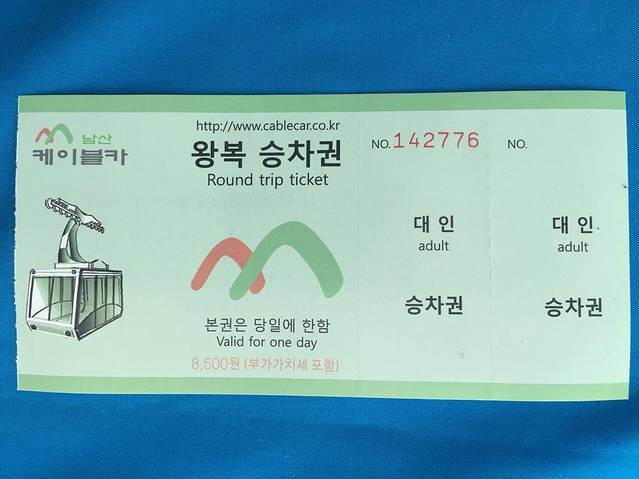 남산
케이블카
http://www.cablecar.co.kr
왕복 승차권
Round trip ticket
본권은 당일에 한함
Valid for one day
8,500원 (부가가치세 포함)
NO. 142776
대 인
adult
승차권
NO.
대 인
adult
승차권